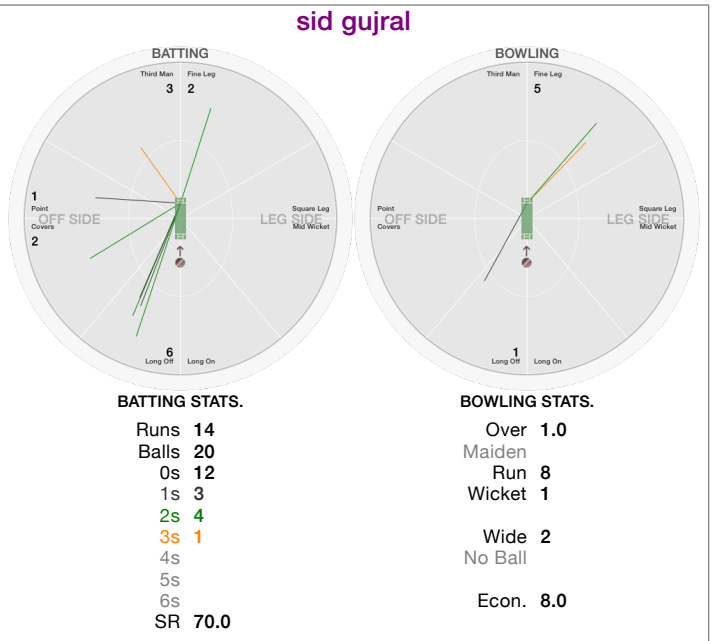 sid gujral
BATTING
Third Man
Fine Leg
3
2
1
Point
Square Leg
OFF SIDE
LEG SIDE
Covers
Mid Wicket
2
6
Long Off
Long On
BOWLING
Third Man
Fine Leg
5
Point
Square Leg
OFF SIDE
LEG SIDE
Covers
Mid Wicket
1
Long Off
Long On
BATTING STATS.
Runs 14
Balls 20
0s 12
1s 3
2s 4
3s 1
4s
5s
6s
SR 70.0
BOWLING STATS.
Over 1.0
Maiden
Run 8
Wicket 1
Wide 2
No Ball
Econ. 8.0